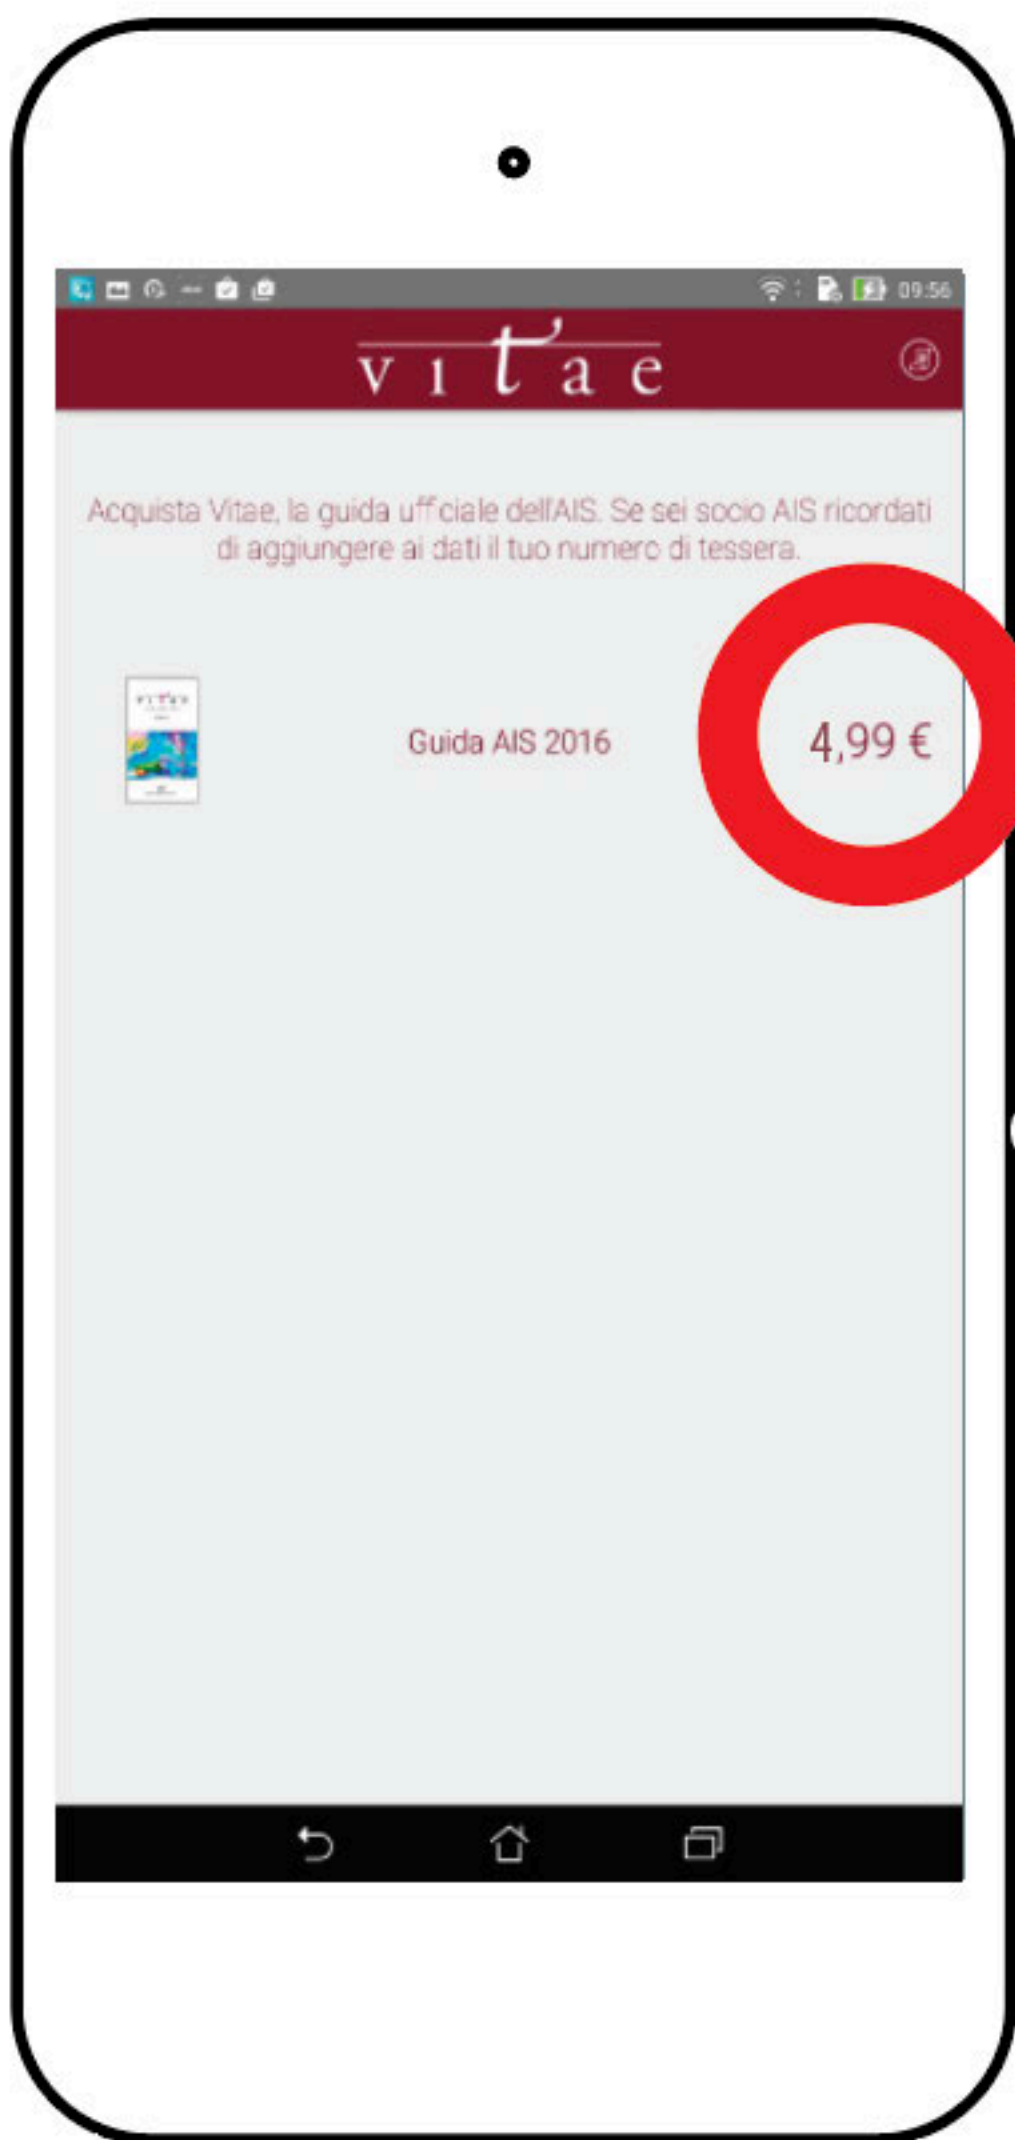 09:56
vitae
Acquista Vitae, la guida ufficiale dell'AIS. Se sei socio AIS ricordati
di aggiungere ai dati il tuo numero di tessera.
vitae
Guida AIS 2016
4,99 €